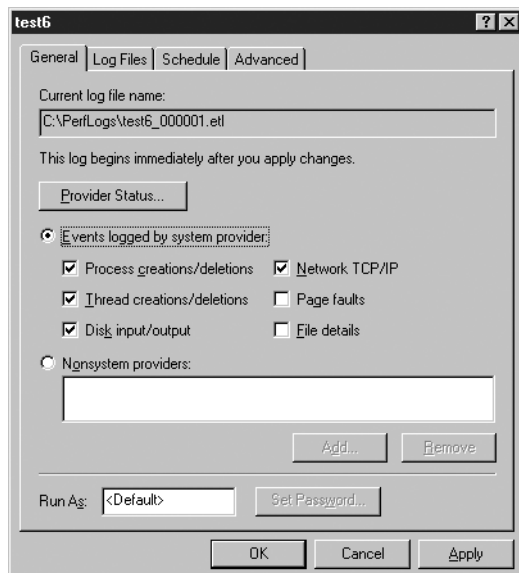 test6
General Log Files Schedule Advanced
Current log file name:
C:\PerfLogs\test6_000001.etl
This log begins immediately after you apply changes.
Provider Status...
Events logged by system provider:
Process creations/deletions Network TCP/IP
Thread creations/deletions Page faults
Disk input/output File details
Nonsystem providers:
Add... Remove
Run As: <Default> Set Password...
OK Cancel Apply